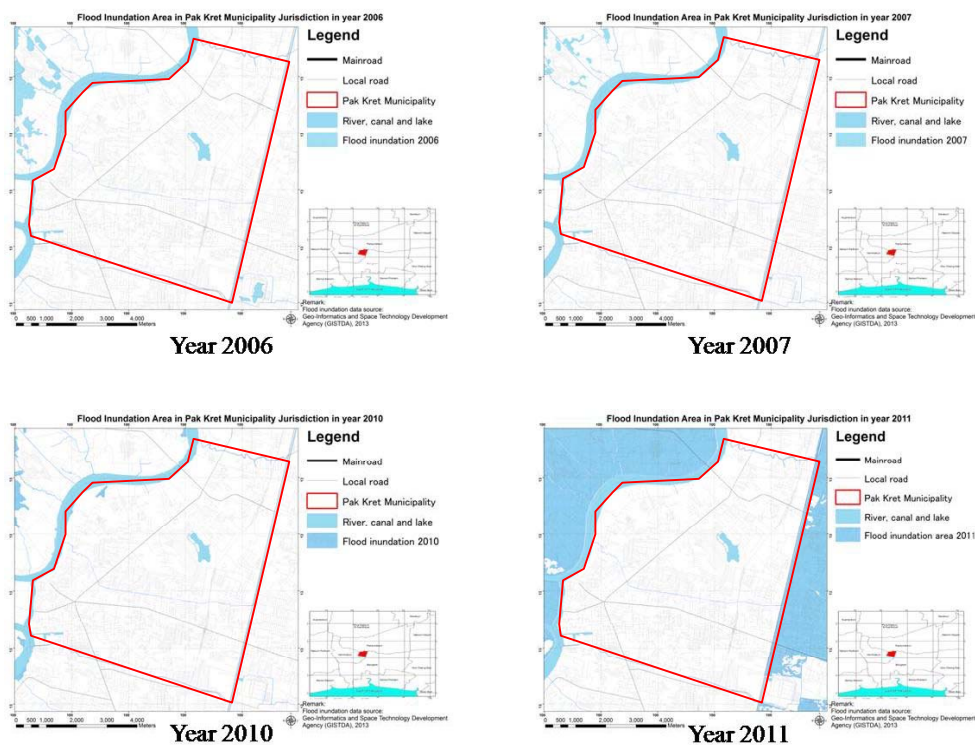 Flood Inundation Area in Pak Kret Municipality Jurisdiction in year 2006
Legend
Mainroad
Local road
Pak Kret Municipality
River, canal and lake
Flood inundation 2006
0 500 1,000 2,000 3,000 4,000
Meters
Remark:
Flood inundation data source:
Geo-Informatics and Space Technology Development
Agency (GISTDA), 2013
Year 2006
Flood Inundation Area in Pak Kret Municipality Jurisdiction in year 2007
Legend
Mainroad
Local road
Pak Kret Municipality
River, canal and lake
Flood inundation 2007
0 500 1,000 2,000 3,000 4,000
Meters
Remark:
Flood inundation data source:
Geo-Informatics and Space Technology Development
Agency (GISTDA), 2013
Year 2007
Flood Inundation Area in Pak Kret Municipality Jurisdiction in year 2010
Legend
Mainroad
Local road
Pak Kret Municipality
River, canal and lake
Flood inundation 2010
0 500 1,000 2,000 3,000 4,000
Meters
Remark:
Flood inundation data source:
Geo-Informatics and Space Technology Development
Agency (GISTDA), 2013
Year 2010
Flood Inundation Area in Pak Kret Municipality Jurisdiction in year 2011
Legend
Mainroad
Local road
Pak Kret Municipality
River, canal and lake
Flood inundation area 2011
0 500 1,000 2,000 3,000 4,000
Meters
Remark:
Flood inundation data source:
Geo-Informatics and Space Technology Development
Agency (GISTDA), 2013
Year 2011